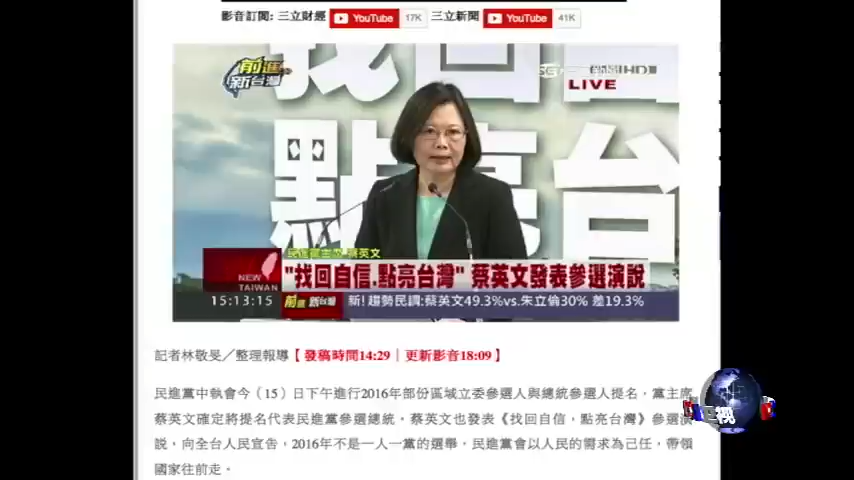 影音訂閱: 三立財經 YouTube 17K 三立新聞 YouTube 41K
前進
新台灣
找回自
HD
LIVE
點亮台
民進黨主席 蔡英文
NEW TAIWAN
"找回自信.點亮台灣" 蔡英文發表參選演說
15:13:15 前進 新台灣 新!趨勢民調:蔡英文49.3%vs.朱立倫30% 差19.3%
記者林敬旻／整理報導【發稿時間14:29｜更新影音18:09】
民進黨中執會今（15）日下午進行2016年部份區域立委參選人與總統參選人提名，黨主席
蔡英文確定將提名代表民進黨參選總統，蔡英文也發表《找回自信，點亮台灣》參選演
說，向全台人民宣告，2016年不是一人一黨的選舉，民進黨會以人民的需求為己任，帶領
國家往前走。
视